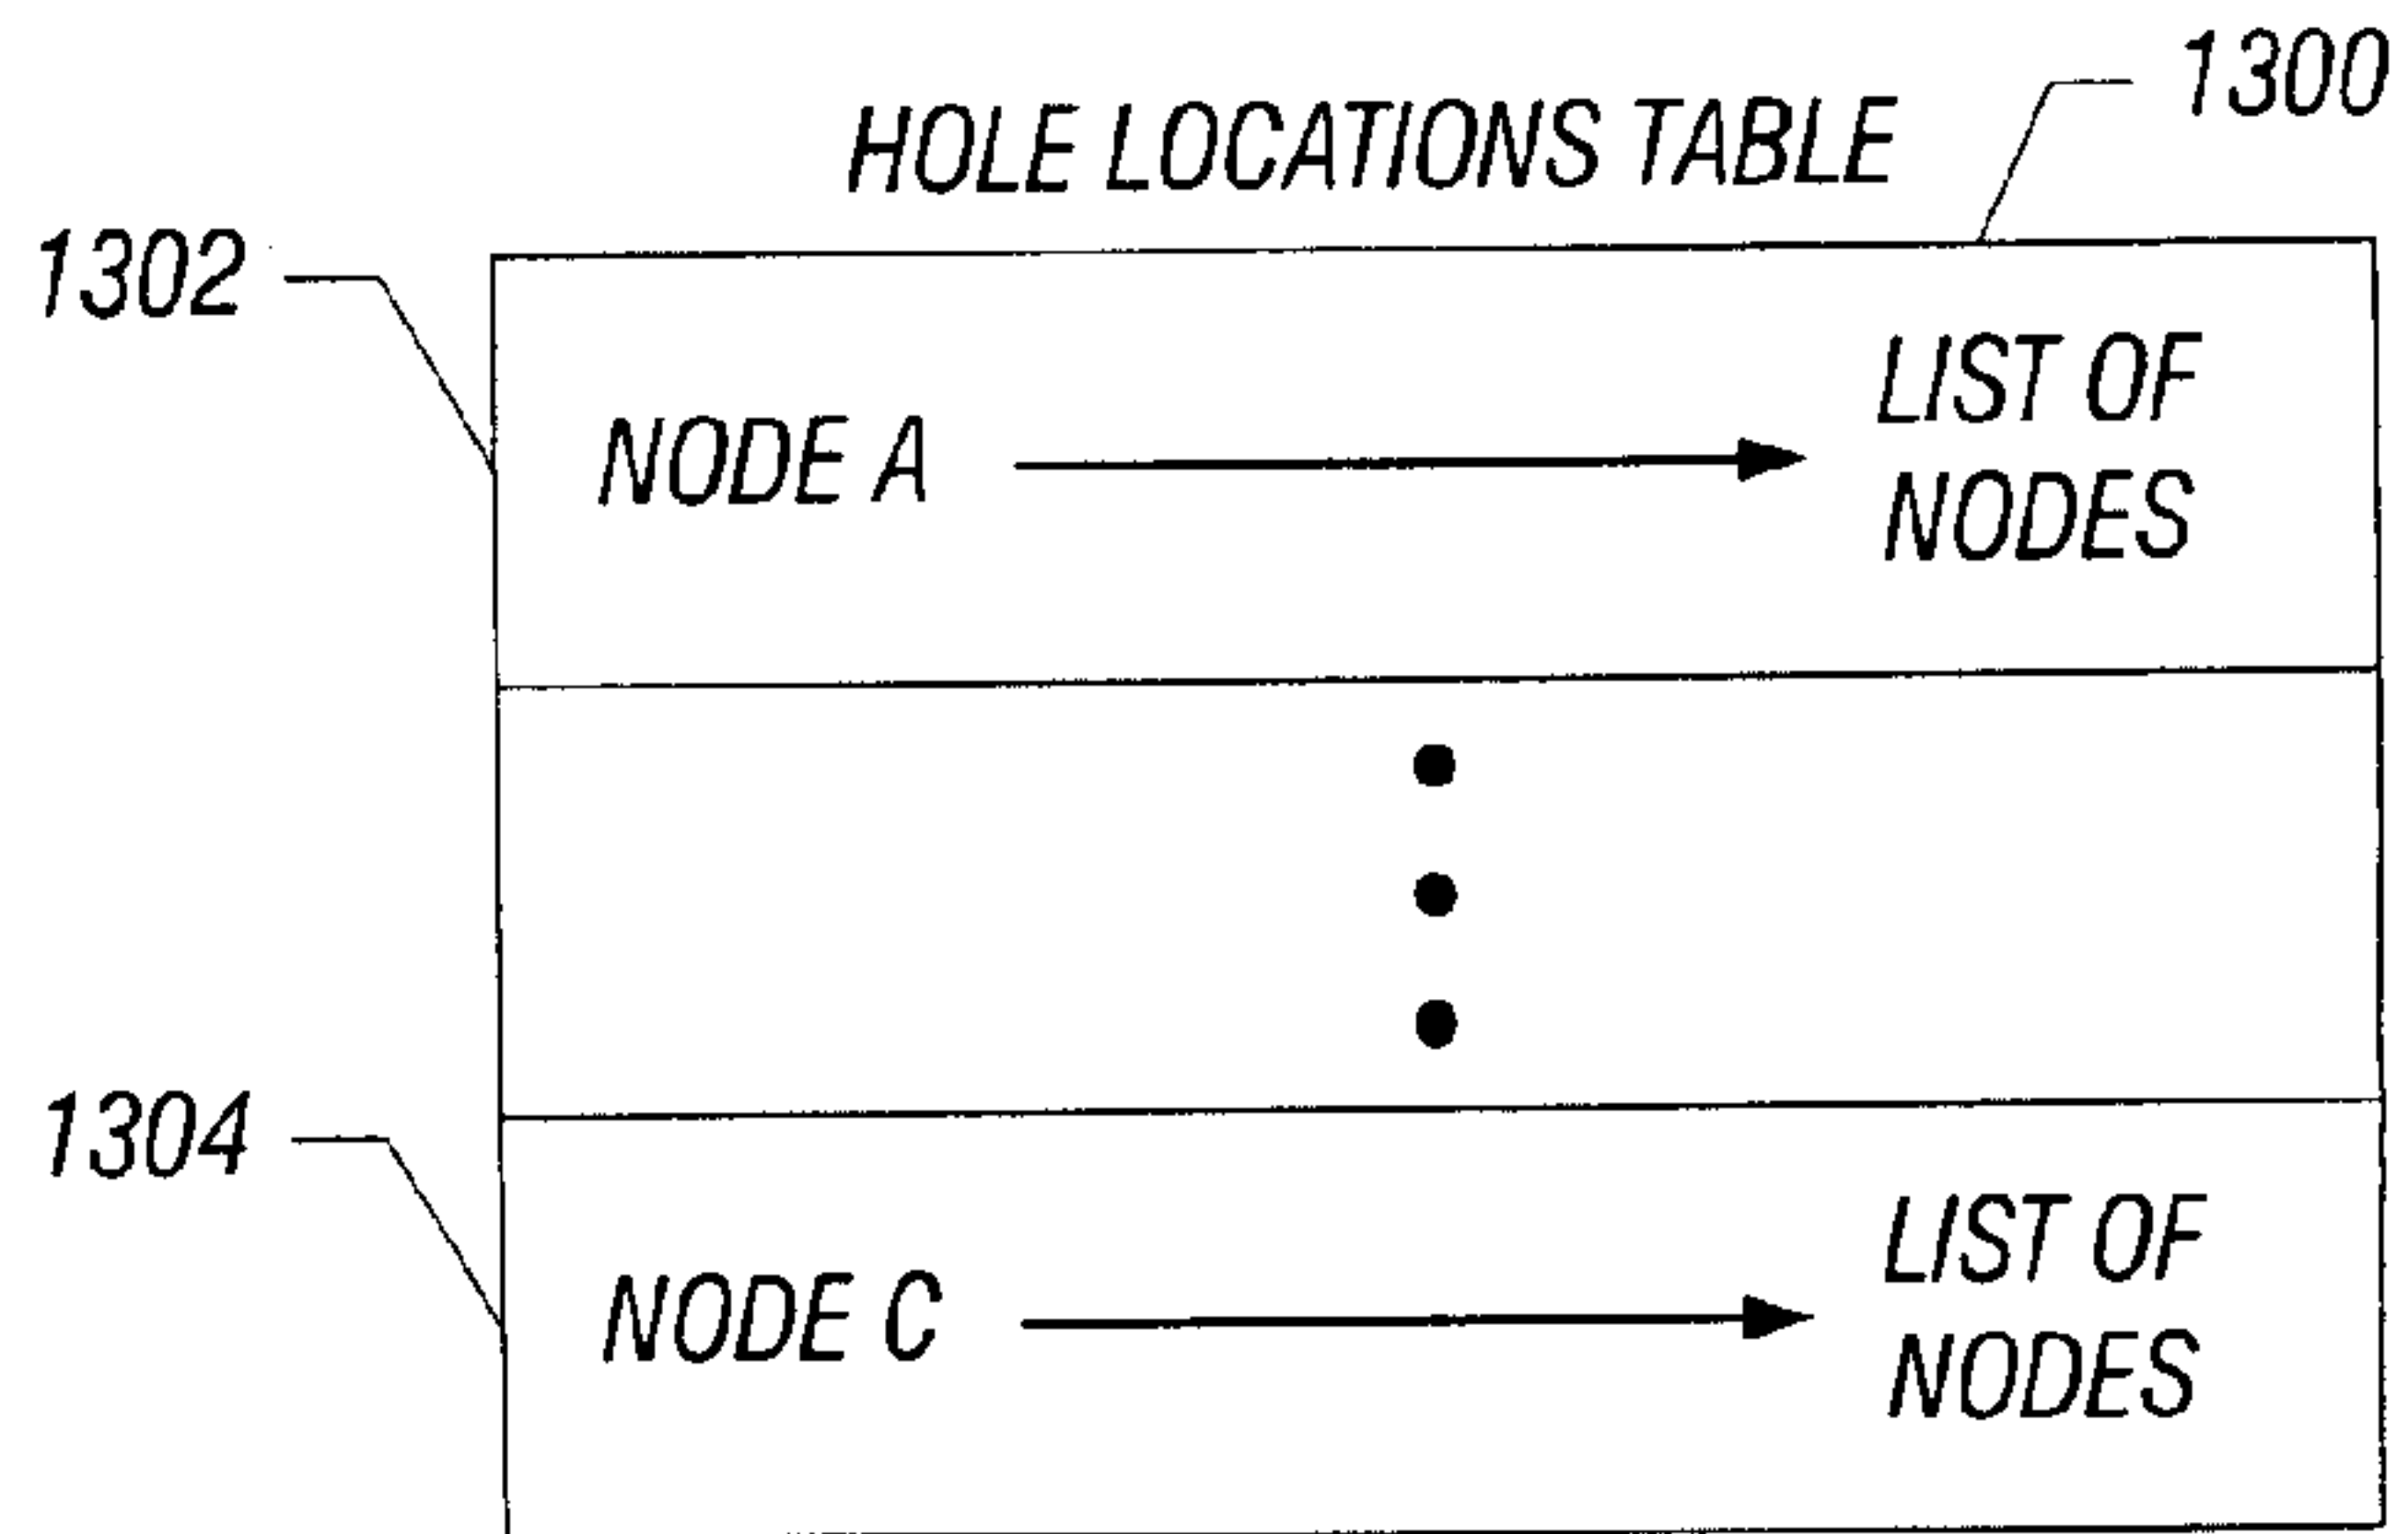 1300
HOLE LOCATIONS TABLE
1302
LIST OF
NODE A
NODES
1304
LIST OF
NODE C
NODES